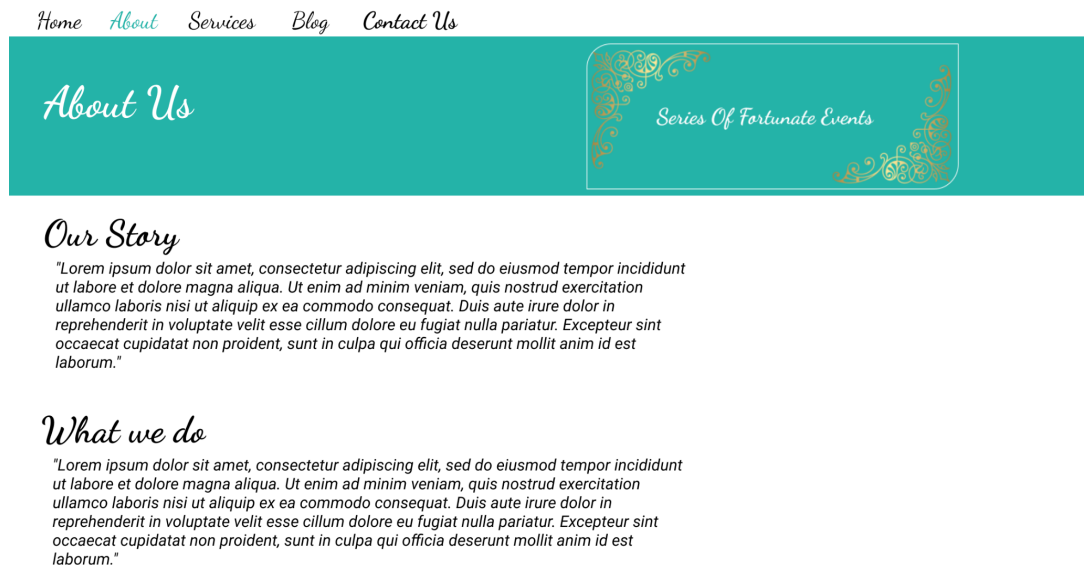 Home About Services Blog Contact Us
About Us
Series Of Fortunate Events
Our Story
"Lorem ipsum dolor sit amet, consectetur adipiscing elit, sed do eiusmod tempor incididunt
ut labore et dolore magna aliqua. Ut enim ad minim veniam, quis nostrud exercitation
ullamco laboris nisi ut aliquip ex ea commodo consequat. Duis aute irure dolor in
reprehenderit in voluptate velit esse cillum dolore eu fugiat nulla pariatur. Excepteur sint
occaecat cupidatat non proident, sunt in culpa qui officia deserunt mollit anim id est
laborum."
What we do
"Lorem ipsum dolor sit amet, consectetur adipiscing elit, sed do eiusmod tempor incididunt
ut labore et dolore magna aliqua. Ut enim ad minim veniam, quis nostrud exercitation
ullamco laboris nisi ut aliquip ex ea commodo consequat. Duis aute irure dolor in
reprehenderit in voluptate velit esse cillum dolore eu fugiat nulla pariatur. Excepteur sint
occaecat cupidatat non proident, sunt in culpa qui officia deserunt mollit anim id est
laborum."